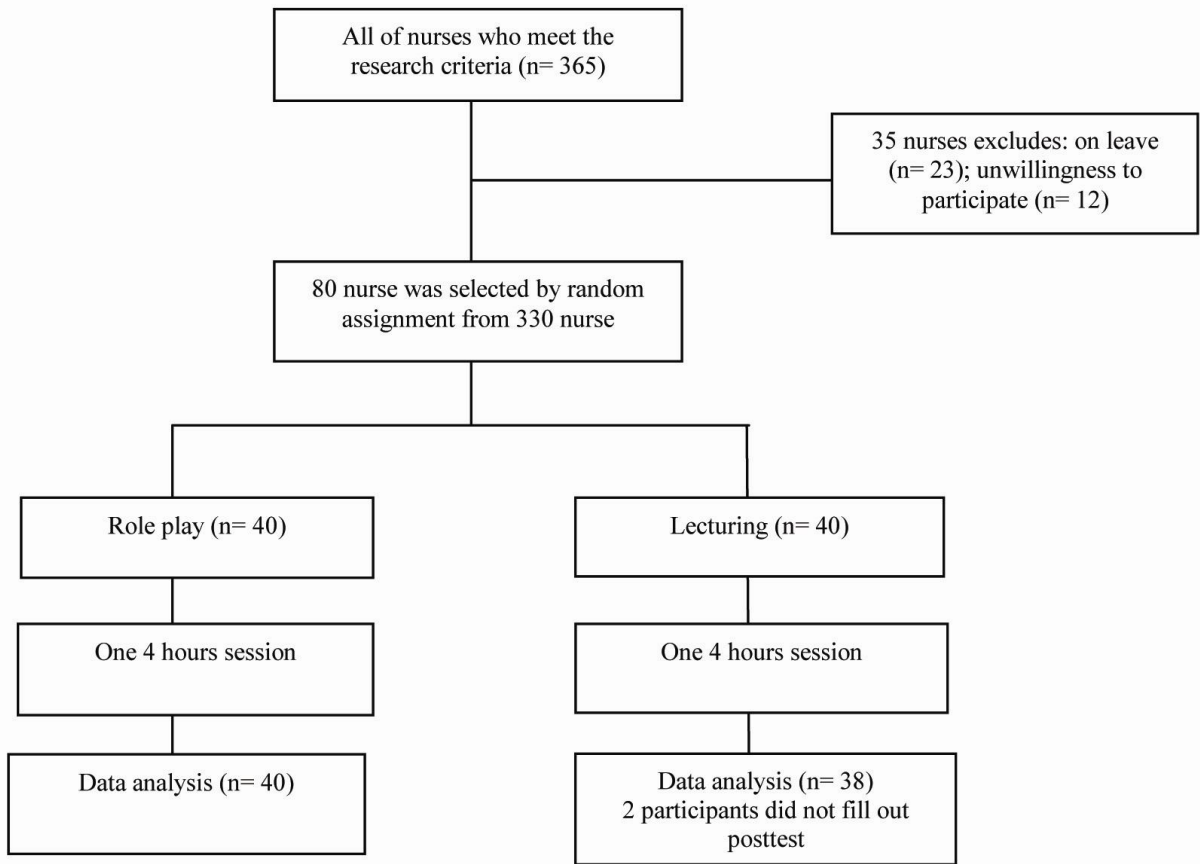 All of nurses who meet the
research criteria (n= 365)
35 nurses excludes: on leave
(n= 23); unwillingness to
participate (n= 12)
80 nurse was selected by random
assignment from 330 nurse
Role play (n= 40)
Lecturing (n= 40)
One 4 hours session
One 4 hours session
Data analysis (n= 40)
Data analysis (n= 38)
2 participants did not fill out
posttest